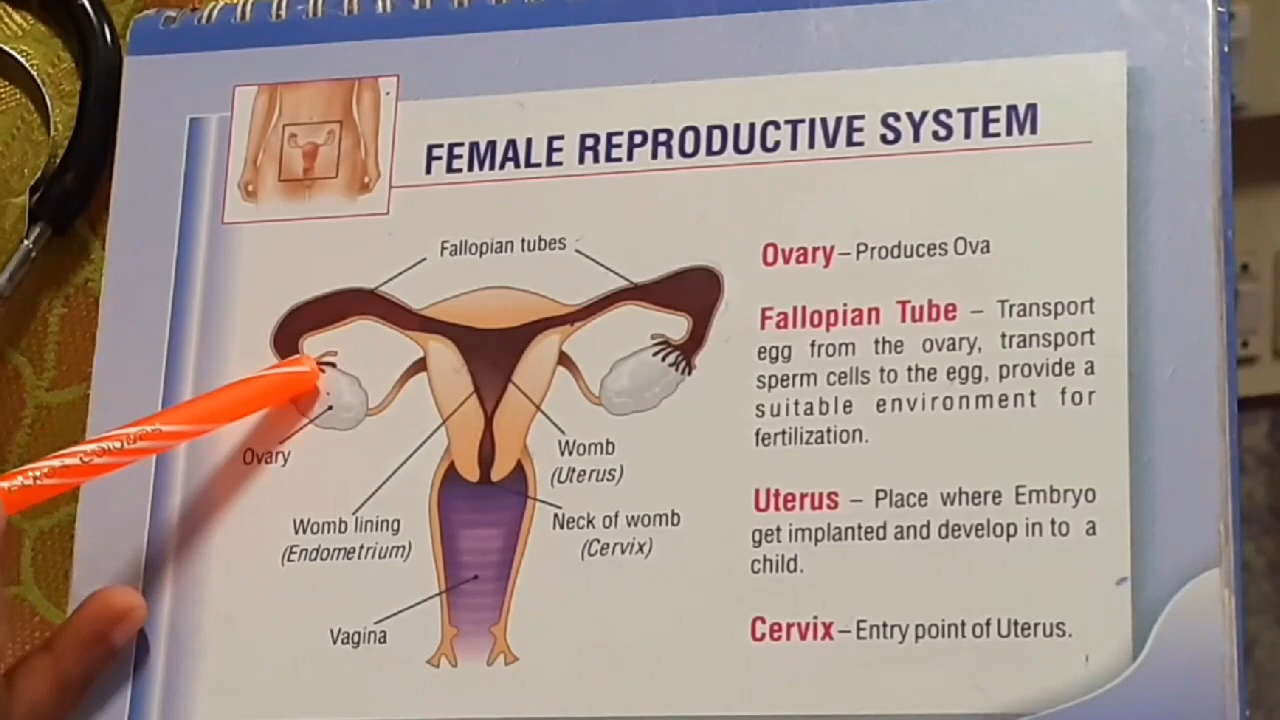 FEMALE REPRODUCTIVE SYSTEM
Fallopian tubes
Ovary
Womb lining
(Endometrium)
Vagina
Womb
(Uterus)
Neck of womb
(Cervix)
Ovary – Produces Ova
Fallopian Tube – Transport
egg from the ovary, transport
sperm cells to the egg, provide a
suitable environment for
fertilization.
Uterus – Place where Embryo
get implanted and develop in to a
child.
Cervix – Entry point of Uterus.